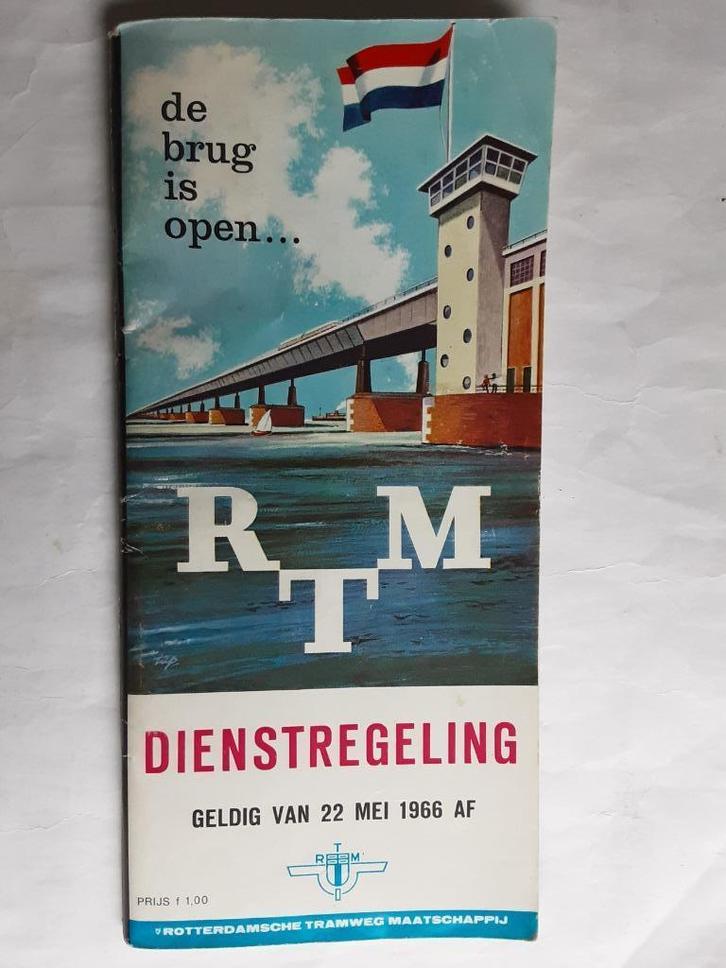 de
brug
is
open...
RTM
DIENSTREGELING
GELDIG VAN 22 MEI 1966 AF
RTM
PRIJS f 1,00
ROTTERDAMSCHE TRAMWEG MAATSCHAPPIJ